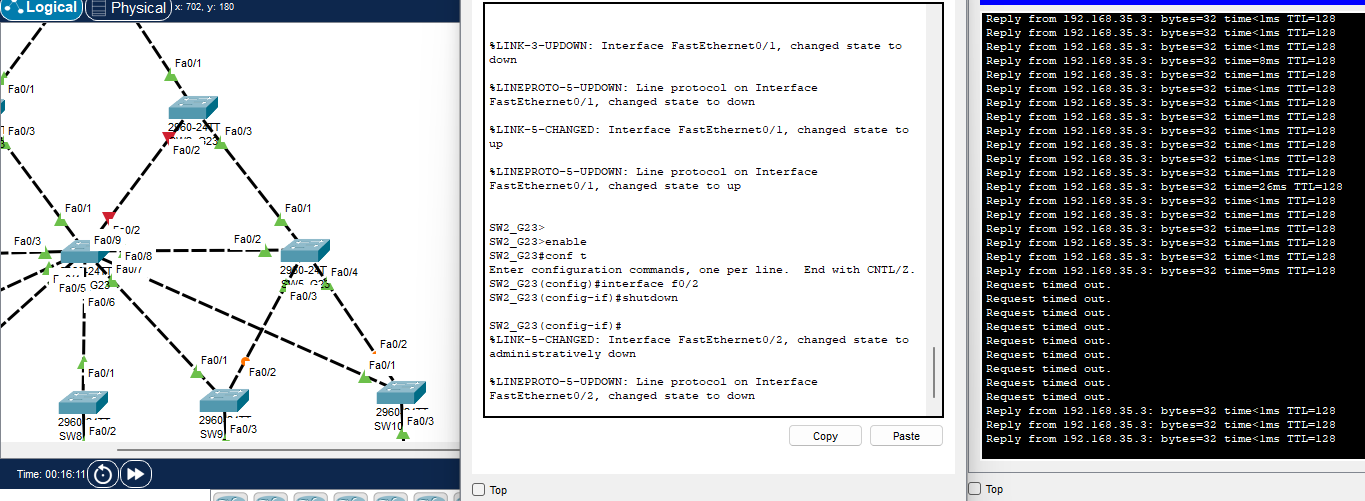 Logical
Physical
x: 702, y: 180
Fa0/1
Fa0/1
2960-24TT
Fa0/3
Fa0/3
Fa0/2
Fa0/1
Fa0/1
Fa0/2
Fa0/9
Fa0/3
Fa0/2
Fa0/8
Fa0/7
Fa0/4
Fa0/5
G23
Fa0/3
Fa0/6
Fa0/2
Fa0/1
Fa0/2
Fa0/1
Fa0/1
2960
SW8
Fa0/2
2960
SW9
Fa0/3
2960
SW10
Fa0/3
Time: 00:16:11
%LINK-3-UPDOWN: Interface FastEthernet0/1, changed state to
down
%LINEPROTO-5-UPDOWN: Line protocol on Interface
FastEthernet0/1, changed state to down
%LINK-5-CHANGED: Interface FastEthernet0/1, changed state to
up
%LINEPROTO-5-UPDOWN: Line protocol on Interface
FastEthernet0/1, changed state to up
SW2_G23>
SW2_G23>enable
SW2_G23#conf t
Enter configuration commands, one per line.  End with CNTL/Z.
SW2_G23(config)#interface f0/2
SW2_G23(config-if)#shutdown
SW2_G23(config-if)#
%LINK-5-CHANGED: Interface FastEthernet0/2, changed state to
administratively down
%LINEPROTO-5-UPDOWN: Line protocol on Interface
FastEthernet0/2, changed state to down
Copy
Paste
Top
Reply from 192.168.35.3: bytes=32 time<1ms TTL=128
Reply from 192.168.35.3: bytes=32 time<1ms TTL=128
Reply from 192.168.35.3: bytes=32 time<1ms TTL=128
Reply from 192.168.35.3: bytes=32 time=8ms TTL=128
Reply from 192.168.35.3: bytes=32 time=1ms TTL=128
Reply from 192.168.35.3: bytes=32 time<1ms TTL=128
Reply from 192.168.35.3: bytes=32 time<1ms TTL=128
Reply from 192.168.35.3: bytes=32 time=1ms TTL=128
Reply from 192.168.35.3: bytes=32 time=1ms TTL=128
Reply from 192.168.35.3: bytes=32 time<1ms TTL=128
Reply from 192.168.35.3: bytes=32 time<1ms TTL=128
Reply from 192.168.35.3: bytes=32 time=1ms TTL=128
Reply from 192.168.35.3: bytes=32 time=26ms TTL=128
Reply from 192.168.35.3: bytes=32 time<1ms TTL=128
Reply from 192.168.35.3: bytes=32 time=1ms TTL=128
Reply from 192.168.35.3: bytes=32 time<1ms TTL=128
Reply from 192.168.35.3: bytes=32 time=1ms TTL=128
Reply from 192.168.35.3: bytes=32 time<1ms TTL=128
Reply from 192.168.35.3: bytes=32 time=9ms TTL=128
Request timed out.
Request timed out.
Request timed out.
Request timed out.
Request timed out.
Request timed out.
Request timed out.
Request timed out.
Request timed out.
Reply from 192.168.35.3: bytes=32 time<1ms TTL=128
Reply from 192.168.35.3: bytes=32 time<1ms TTL=128
Reply from 192.168.35.3: bytes=32 time<1ms TTL=128
Top